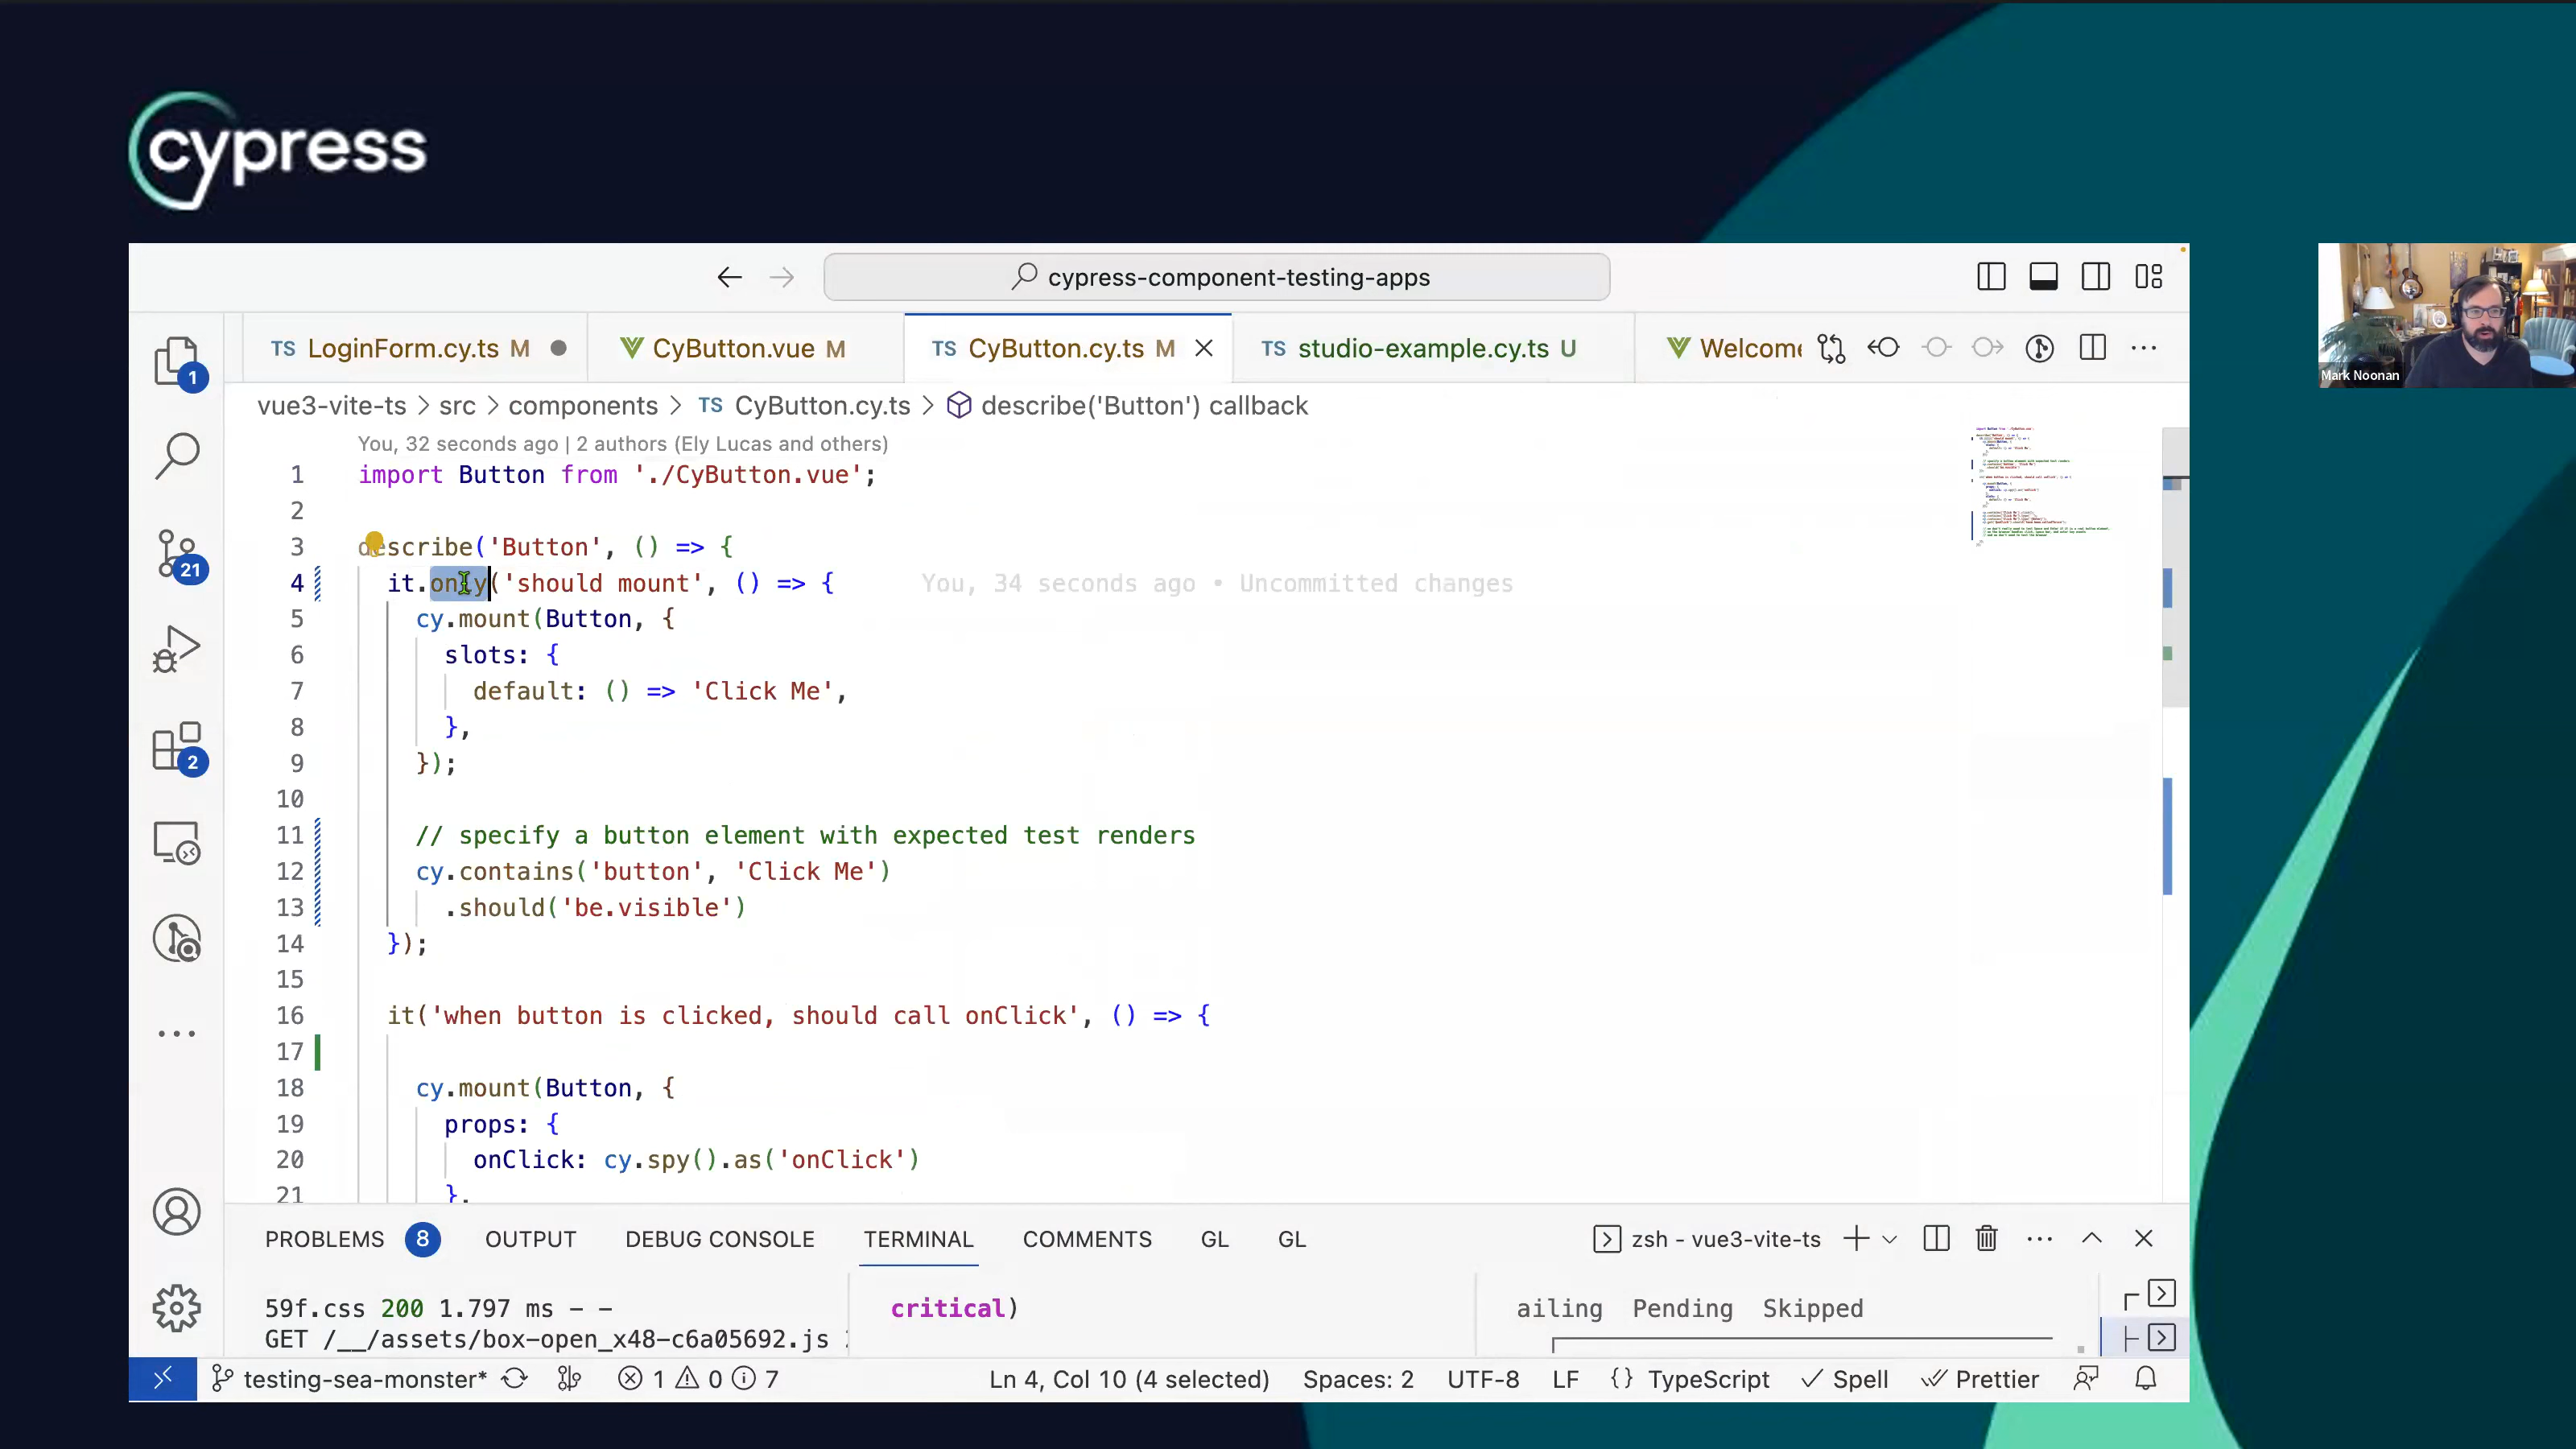 cypress
cypress-component-testing-apps
TS LoginForm.cy.ts M
CyButton.vue M
TS CyButton.cy.ts M
TS studio-example.cy.ts U
Welcome
Mark Noonan
vue3-vite-ts > src > components > TS CyButton.cy.ts > describe('Button') callback
You, 32 seconds ago | 2 authors (Ely Lucas and others)
1 import Button from './CyButton.vue';
2
3 describe('Button', () => {
4 it.only('should mount', () => { You, 34 seconds ago • Uncommitted changes
5 cy.mount(Button, {
6 slots: {
7 default: () => 'Click Me',
8 },
9 });
10
11 // specify a button element with expected test renders
12 cy.contains('button', 'Click Me')
13 .should('be.visible')
14 });
15
16 it('when button is clicked, should call onClick', () => {
17
18 cy.mount(Button, {
19 props: {
20 onClick: cy.spy().as('onClick')
21 },
1
21
2
PROBLEMS 8 OUTPUT DEBUG CONSOLE TERMINAL COMMENTS GL GL
zsh - vue3-vite-ts
59f.css 200 1.797 ms - -
GET /__/assets/box-open_x48-c6a05692.js
critical)
ailing Pending Skipped
testing-sea-monster* 1 0 7
Ln 4, Col 10 (4 selected) Spaces: 2 UTF-8 LF {} TypeScript Spell Prettier